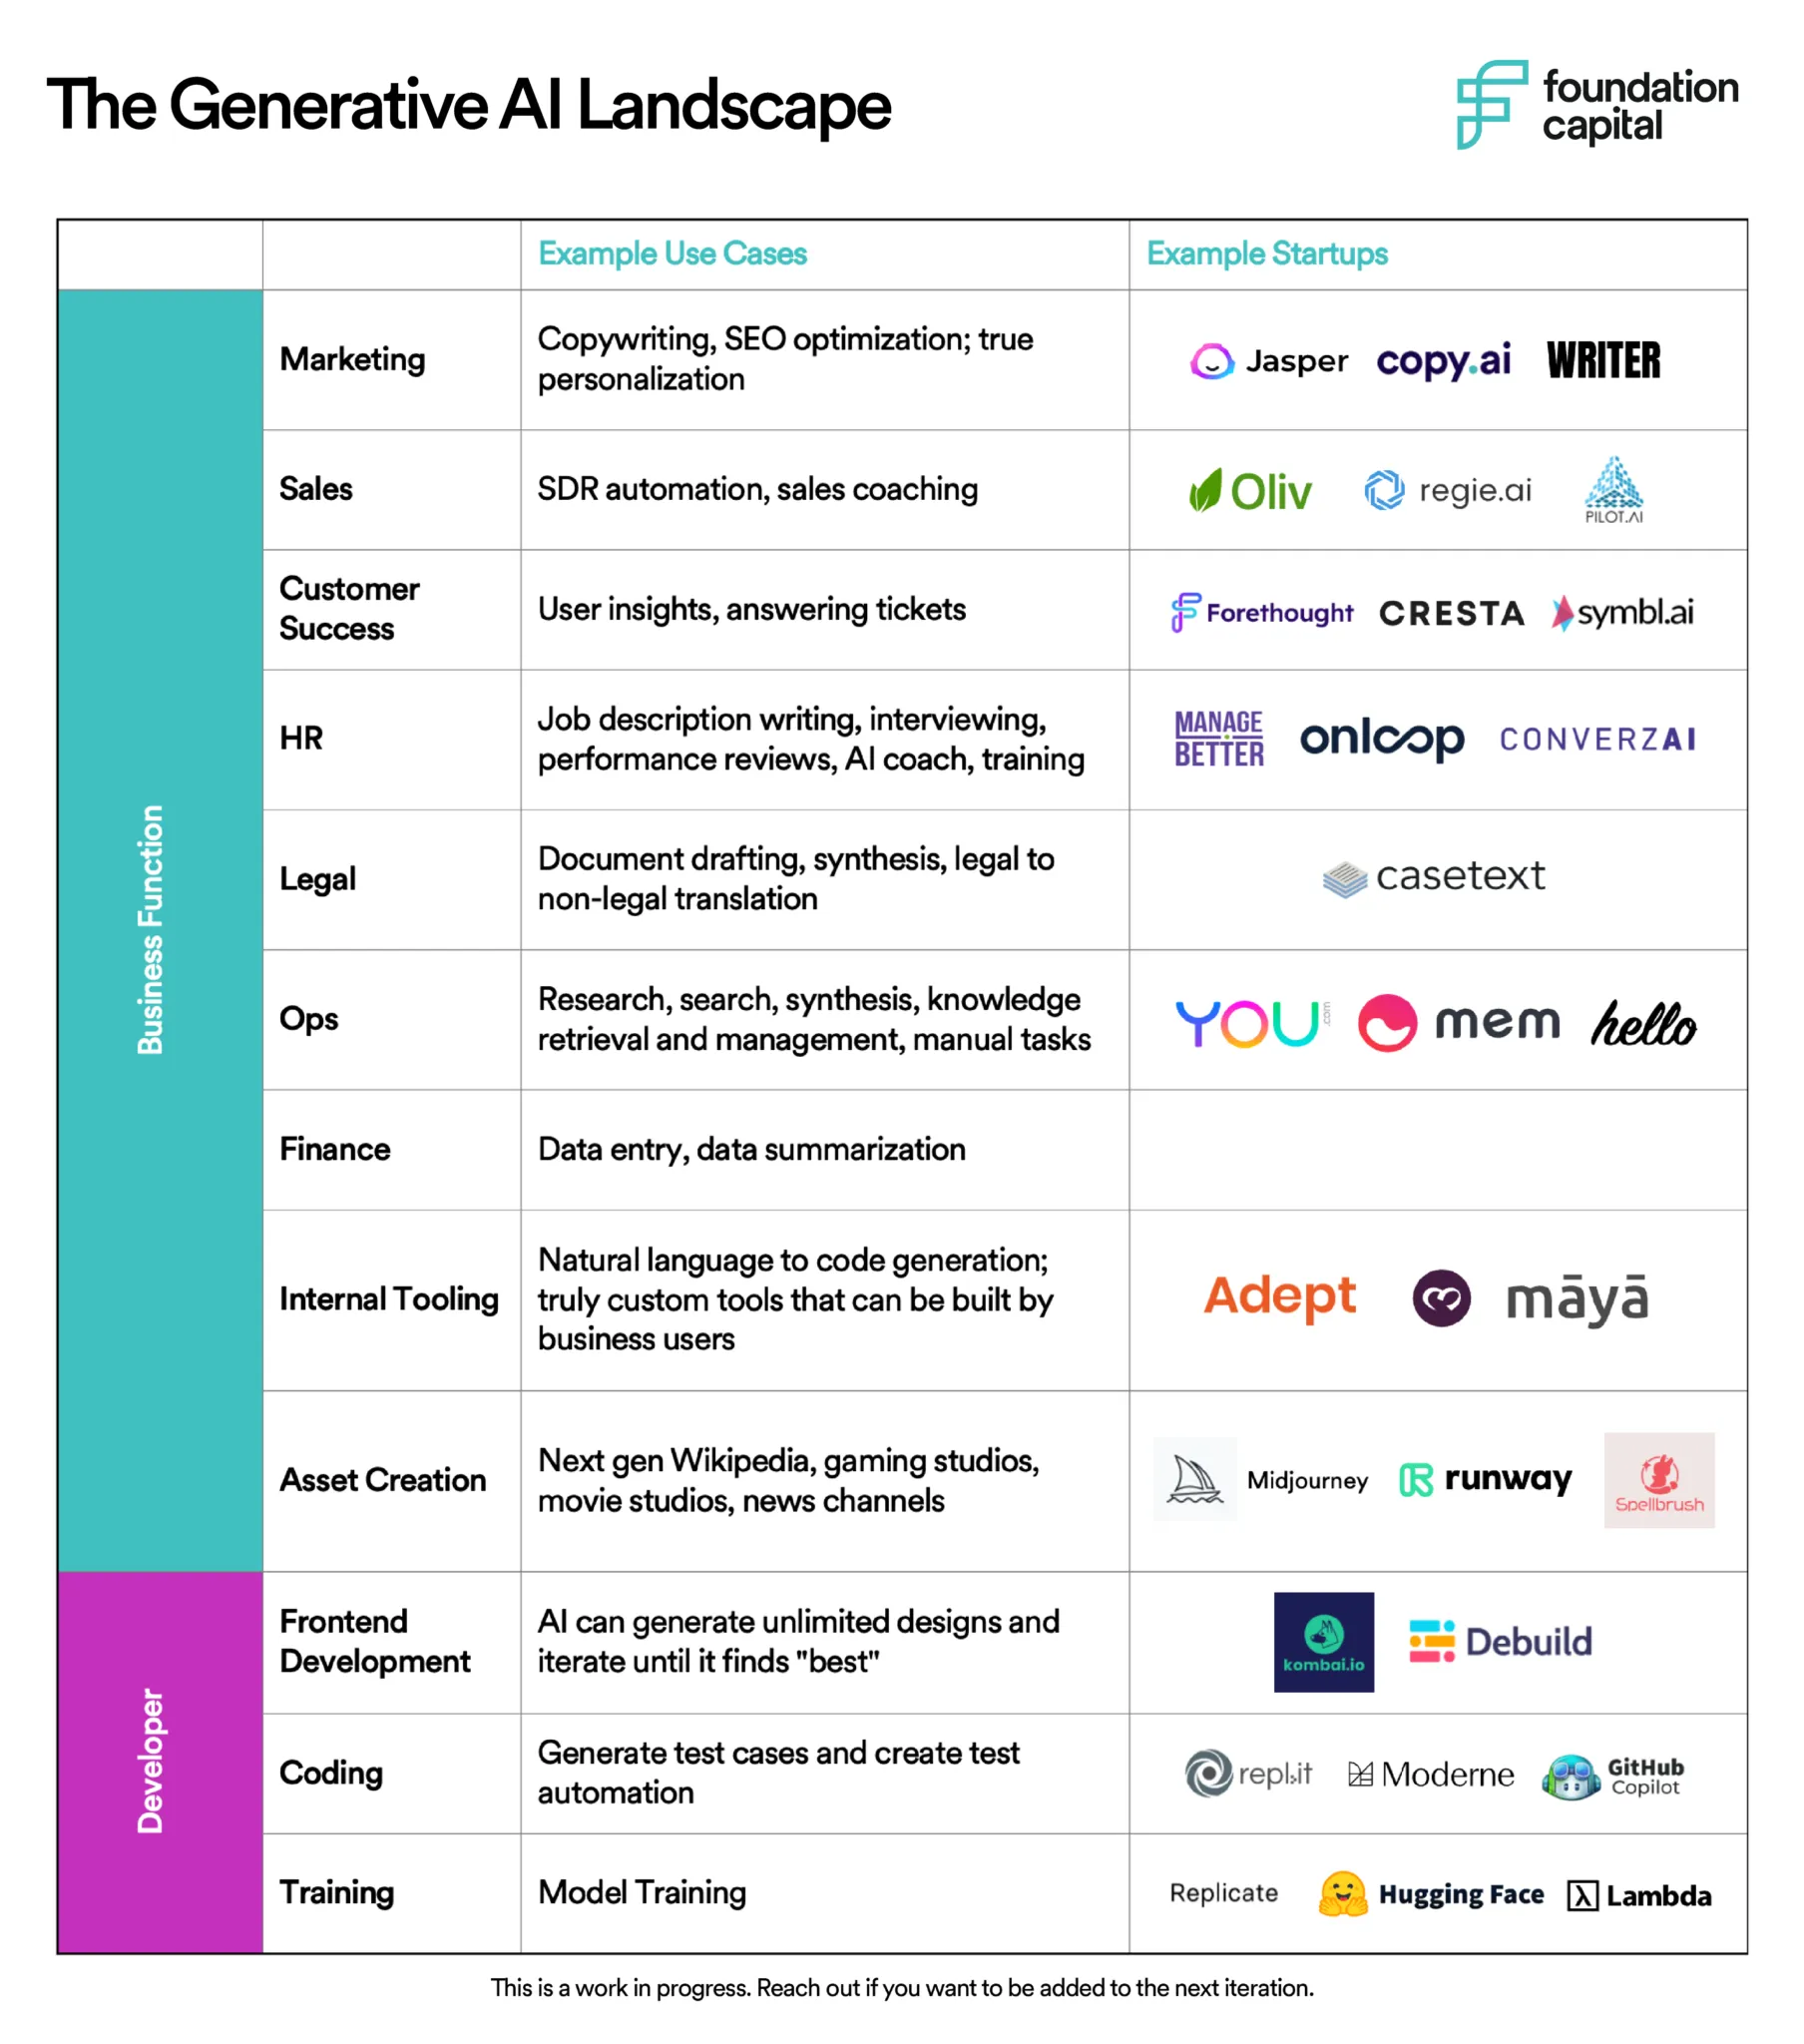 The Generative AI Landscape
foundation
capital
Example Use Cases
Example Startups
Business Function
Marketing
Copywriting, SEO optimization; true
personalization
Jasper
copy.ai
WRITER
Sales
SDR automation, sales coaching
Oliv
regie.ai
PILOT.AI
Customer
Success
User insights, answering tickets
Forethought
CRESTA
symbl.ai
HR
Job description writing, interviewing,
performance reviews, AI coach, training
MANAGE
BETTER
onloop
CONVERZAI
Legal
Document drafting, synthesis, legal to
non-legal translation
casetext
Ops
Research, search, synthesis, knowledge
retrieval and management, manual tasks
YOU.com
mem
hello
Finance
Data entry, data summarization
Internal Tooling
Natural language to code generation;
truly custom tools that can be built by
business users
Adept
māyā
Asset Creation
Next gen Wikipedia, gaming studios,
movie studios, news channels
Midjourney
runway
Spellbrush
Developer
Frontend
Development
AI can generate unlimited designs and
iterate until it finds "best"
kombai.io
Debuild
Coding
Generate test cases and create test
automation
repl.it
Moderne
GitHub
Copilot
Training
Model Training
Replicate
Hugging Face
λ Lambda
This is a work in progress. Reach out if you want to be added to the next iteration.